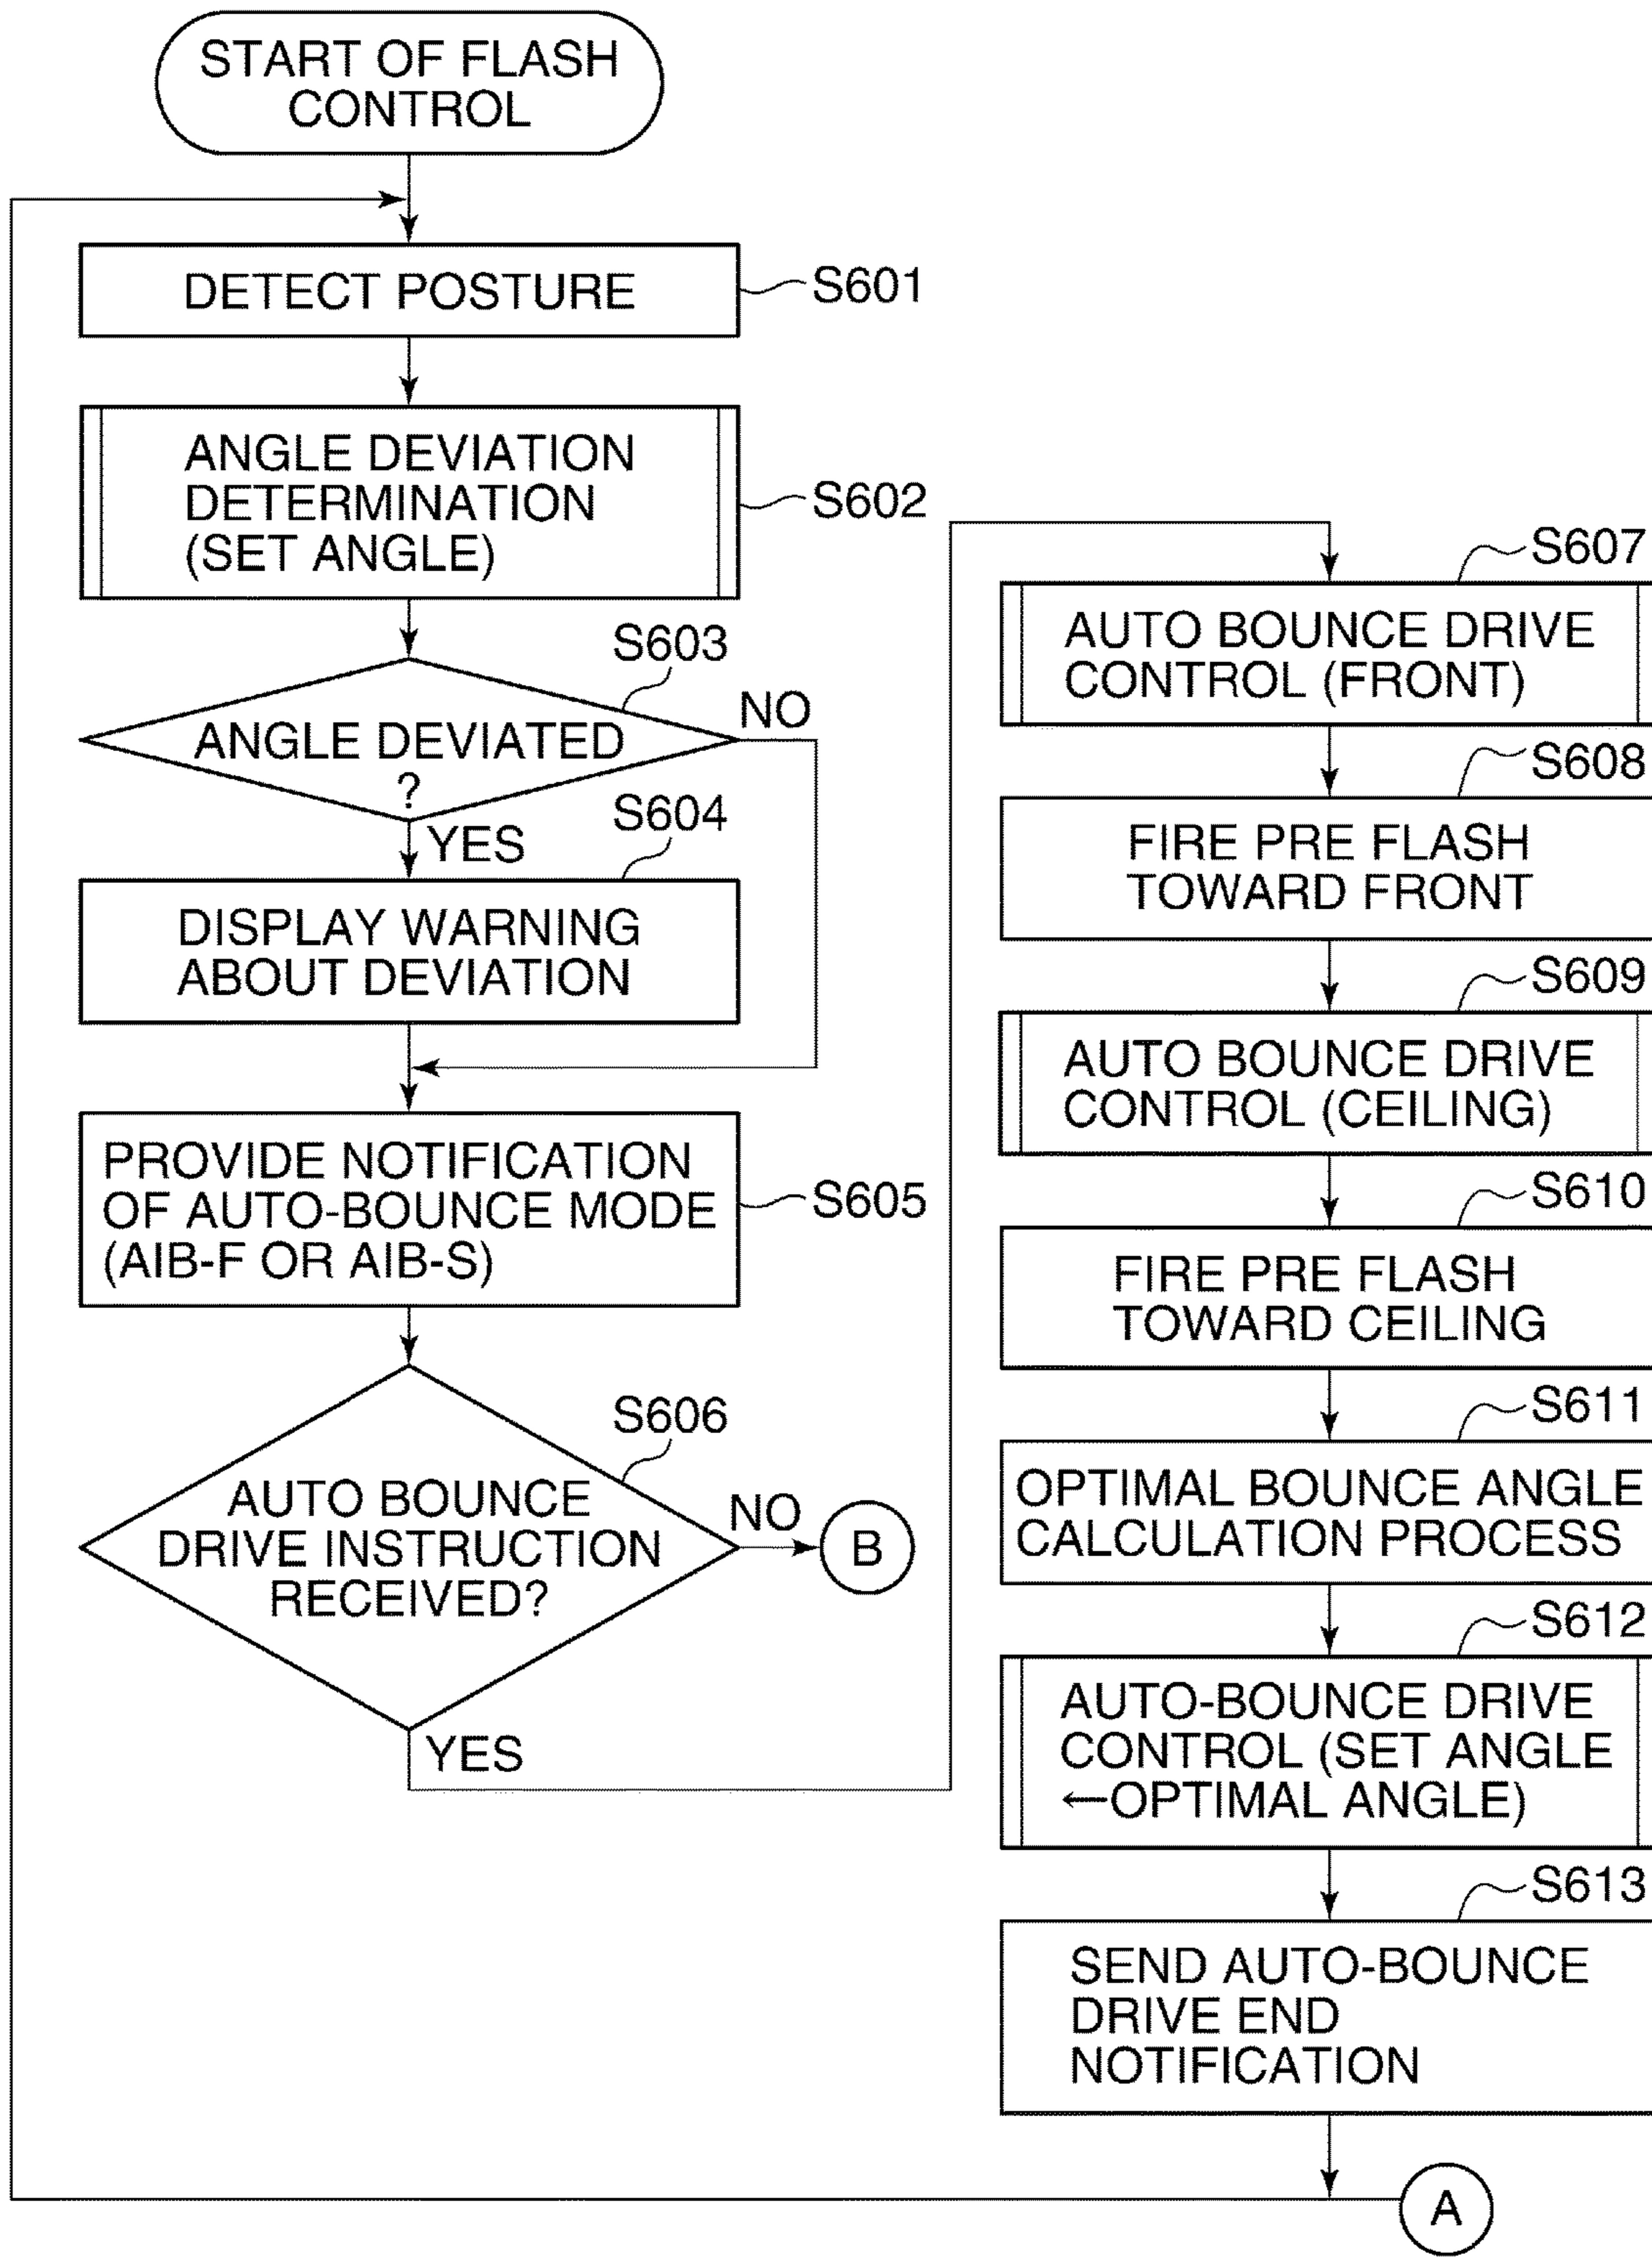 START OF FLASH
CONTROL
DETECT POSTURE
S601
ANGLE DEVIATION
DETERMINATION
(SET ANGLE)
S602
S603
ANGLE DEVIATED
?
NO
YES
S604
DISPLAY WARNING
ABOUT DEVIATION
PROVIDE NOTIFICATION
OF AUTO-BOUNCE MODE
(AIB-F OR AIB-S)
S605
S606
AUTO BOUNCE
DRIVE INSTRUCTION
RECEIVED?
NO
B
YES
S607
AUTO BOUNCE DRIVE
CONTROL (FRONT)
S608
FIRE PRE FLASH
TOWARD FRONT
S609
AUTO BOUNCE DRIVE
CONTROL (CEILING)
S610
FIRE PRE FLASH
TOWARD CEILING
S611
OPTIMAL BOUNCE ANGLE
CALCULATION PROCESS
S612
AUTO-BOUNCE DRIVE
CONTROL (SET ANGLE
←OPTIMAL ANGLE)
S613
SEND AUTO-BOUNCE
DRIVE END
NOTIFICATION
A